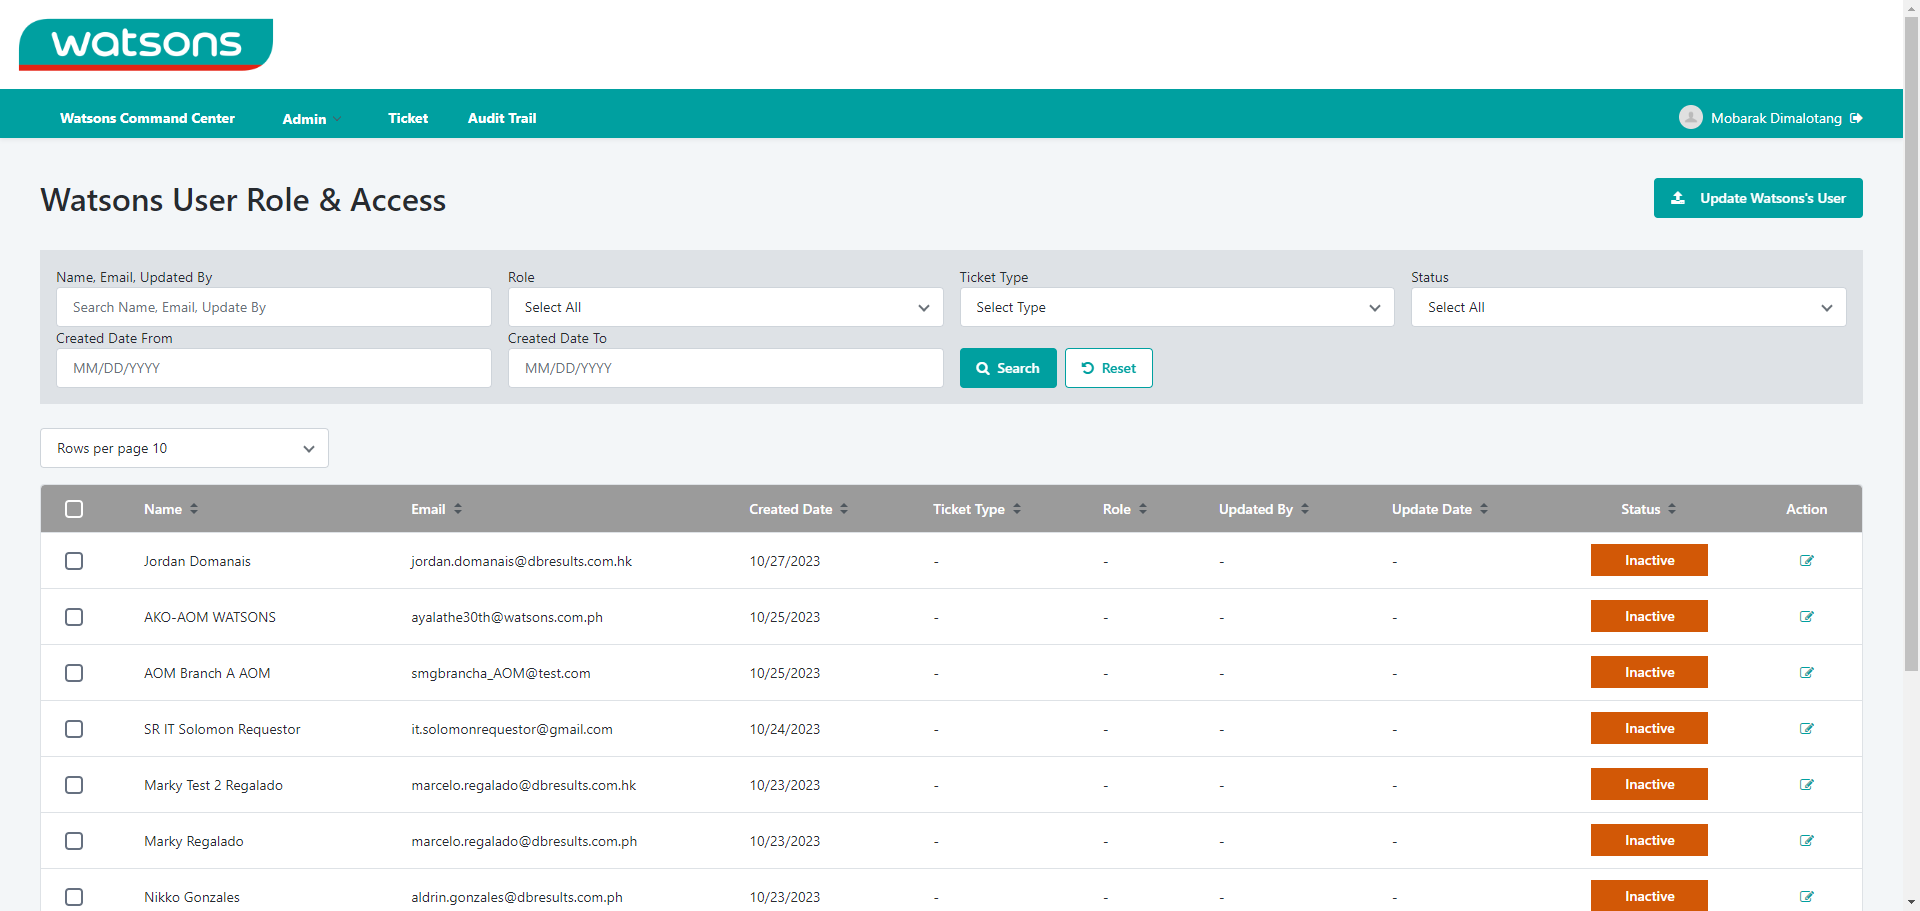 watsons
Watsons Command Center Admin Ticket Audit Trail Mobarak Dimalotang
Watsons User Role & Access Update Watsons's User
Name, Email, Updated By Role Ticket Type Status
Search Name, Email, Update By Select All Select Type Select All
Created Date From Created Date To
MM/DD/YYYY MM/DD/YYYY Search Reset
Rows per page 10
Name Email Created Date Ticket Type Role Updated By Update Date Status Action
Jordan Domanais jordan.domanais@dbresults.com.hk 10/27/2023 - - - - Inactive
AKO-AOM WATSONS ayalathe30th@watsons.com.ph 10/25/2023 - - - - Inactive
AOM Branch A AOM smgbrancha_AOM@test.com 10/25/2023 - - - - Inactive
SR IT Solomon Requestor it.solomonrequestor@gmail.com 10/24/2023 - - - - Inactive
Marky Test 2 Regalado marcelo.regalado@dbresults.com.hk 10/23/2023 - - - - Inactive
Marky Regalado marcelo.regalado@dbresults.com.ph 10/23/2023 - - - - Inactive
Nikko Gonzales aldrin.gonzales@dbresults.com.ph 10/23/2023 - - - - Inactive